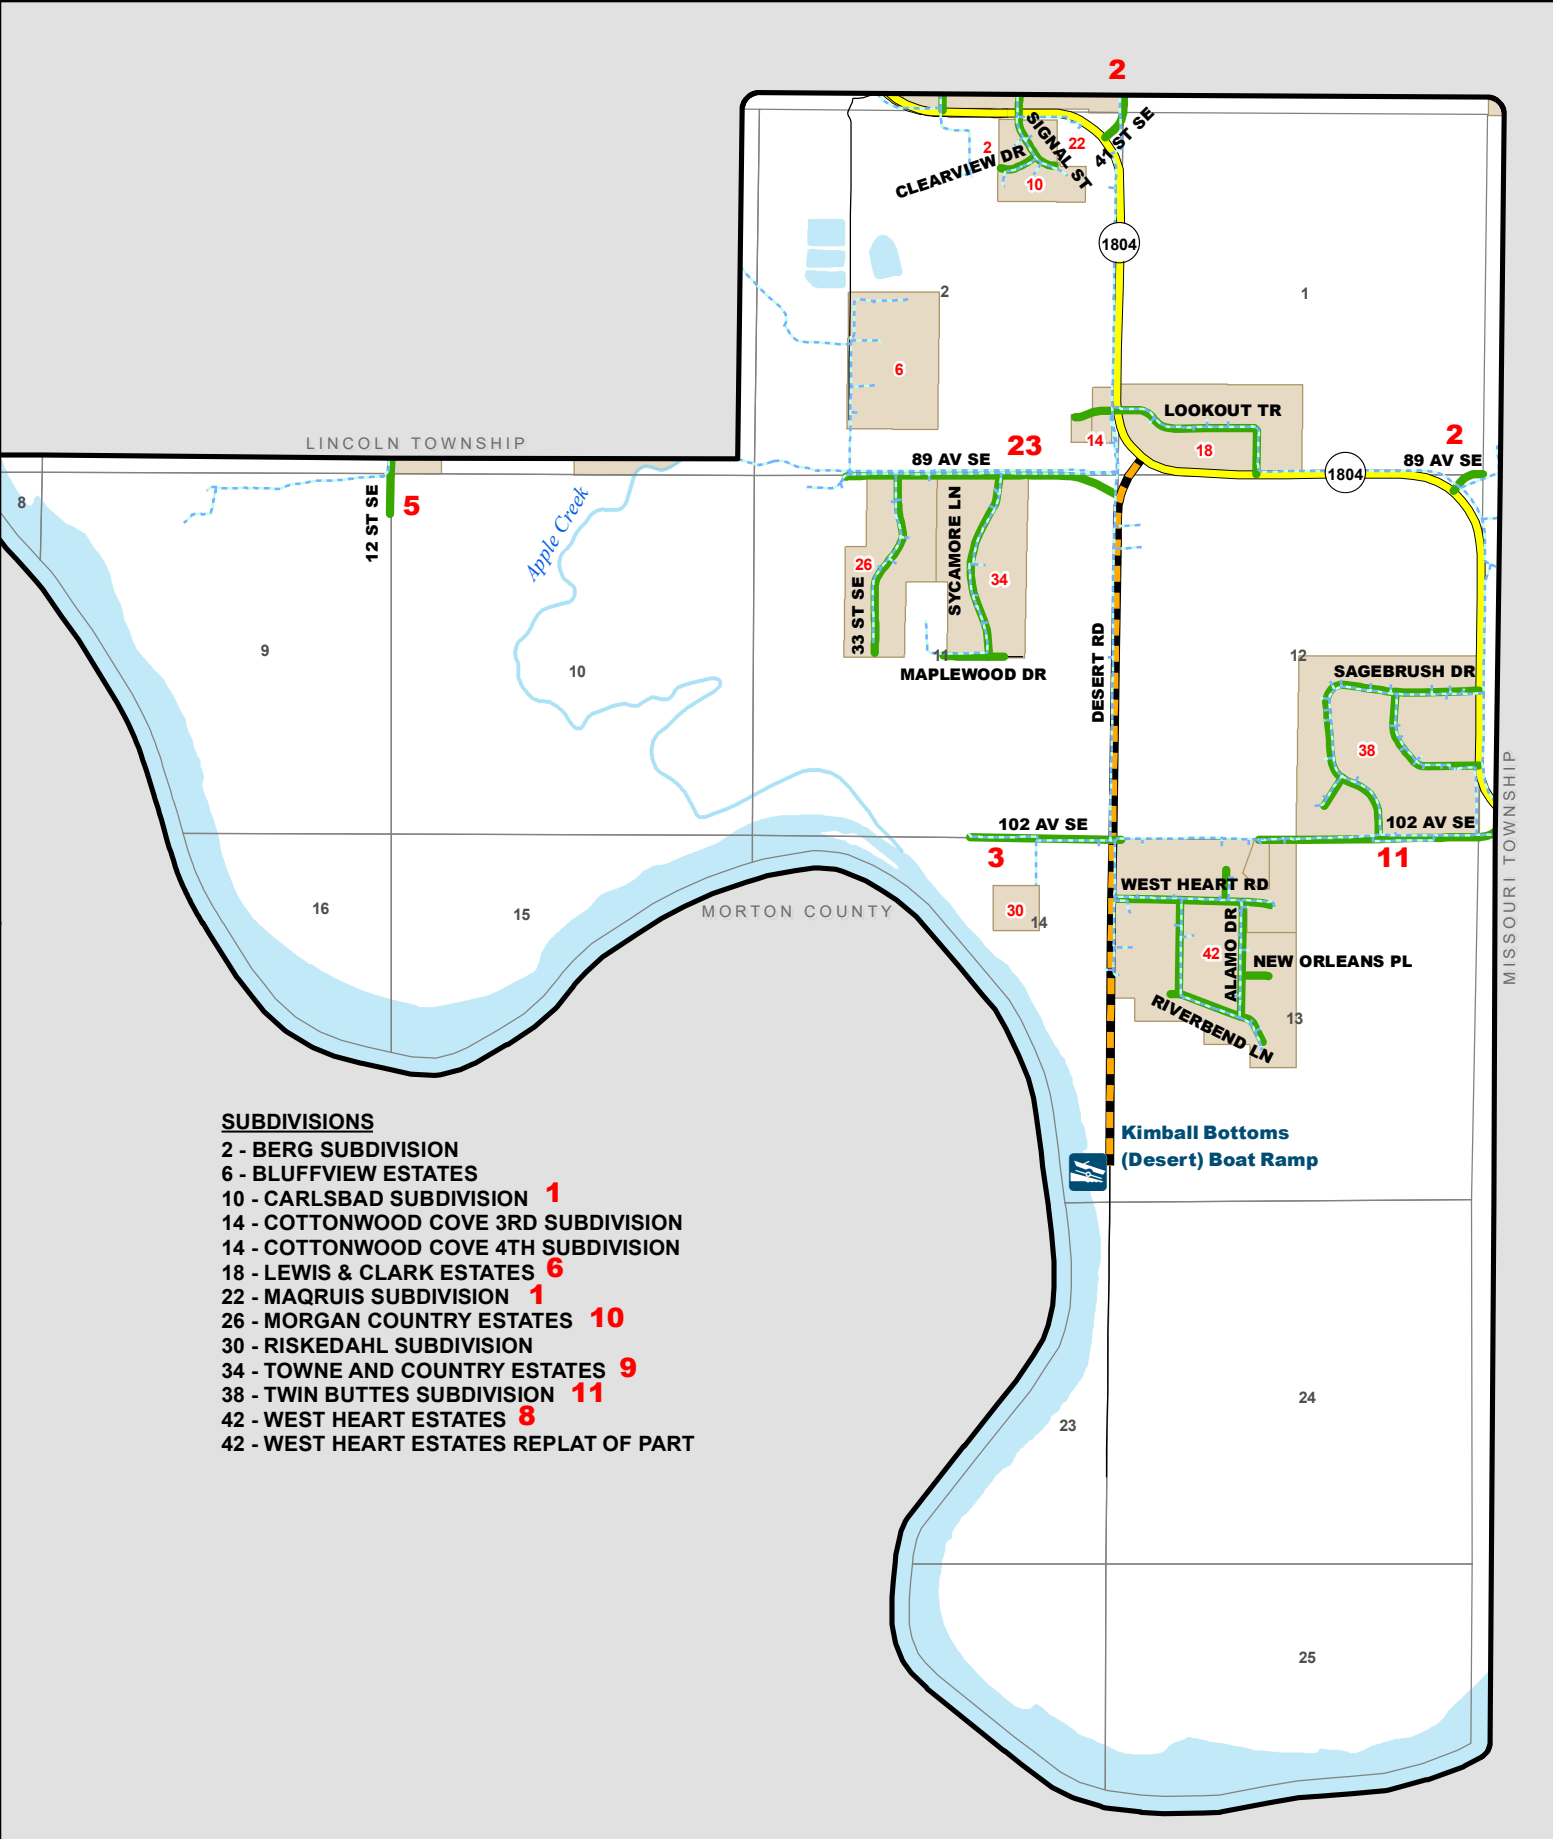 2
SIGNAL ST
22
41 ST SE
2
CLEARVIEW DR
10
1804
2
1
6
LOOKOUT TR
14
18
LINCOLN TOWNSHIP
23
2
89 AV SE
89 AV SE
1804
8
12 ST SE
5
Apple Creek
SYCAMORE LN
26
34
33 ST SE
9
10
11
MAPLEWOOD DR
DESERT RD
12
SAGEBRUSH DR
38
MISSOURI TOWNSHIP
102 AV SE
102 AV SE
3
11
WEST HEART RD
16
15
MORTON COUNTY
30
14
ALAMO DR
42
NEW ORLEANS PL
RIVERBEND LN
13
Kimball Bottoms
(Desert) Boat Ramp
SUBDIVISIONS
2 - BERG SUBDIVISION
6 - BLUFFVIEW ESTATES
10 - CARLSBAD SUBDIVISION 1
14 - COTTONWOOD COVE 3RD SUBDIVISION
14 - COTTONWOOD COVE 4TH SUBDIVISION
18 - LEWIS & CLARK ESTATES 6
22 - MAQRUIS SUBDIVISION 1
26 - MORGAN COUNTRY ESTATES 10
30 - RISKEDAHL SUBDIVISION
34 - TOWNE AND COUNTRY ESTATES 9
38 - TWIN BUTTES SUBDIVISION 11
42 - WEST HEART ESTATES 8
42 - WEST HEART ESTATES REPLAT OF PART
23
24
25